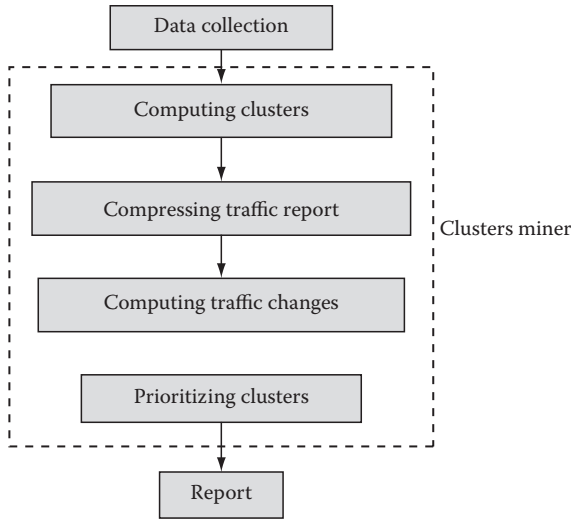 Data collection
Computing clusters
Compressing traffic report
Clusters miner
Computing traffic changes
Prioritizing clusters
Report